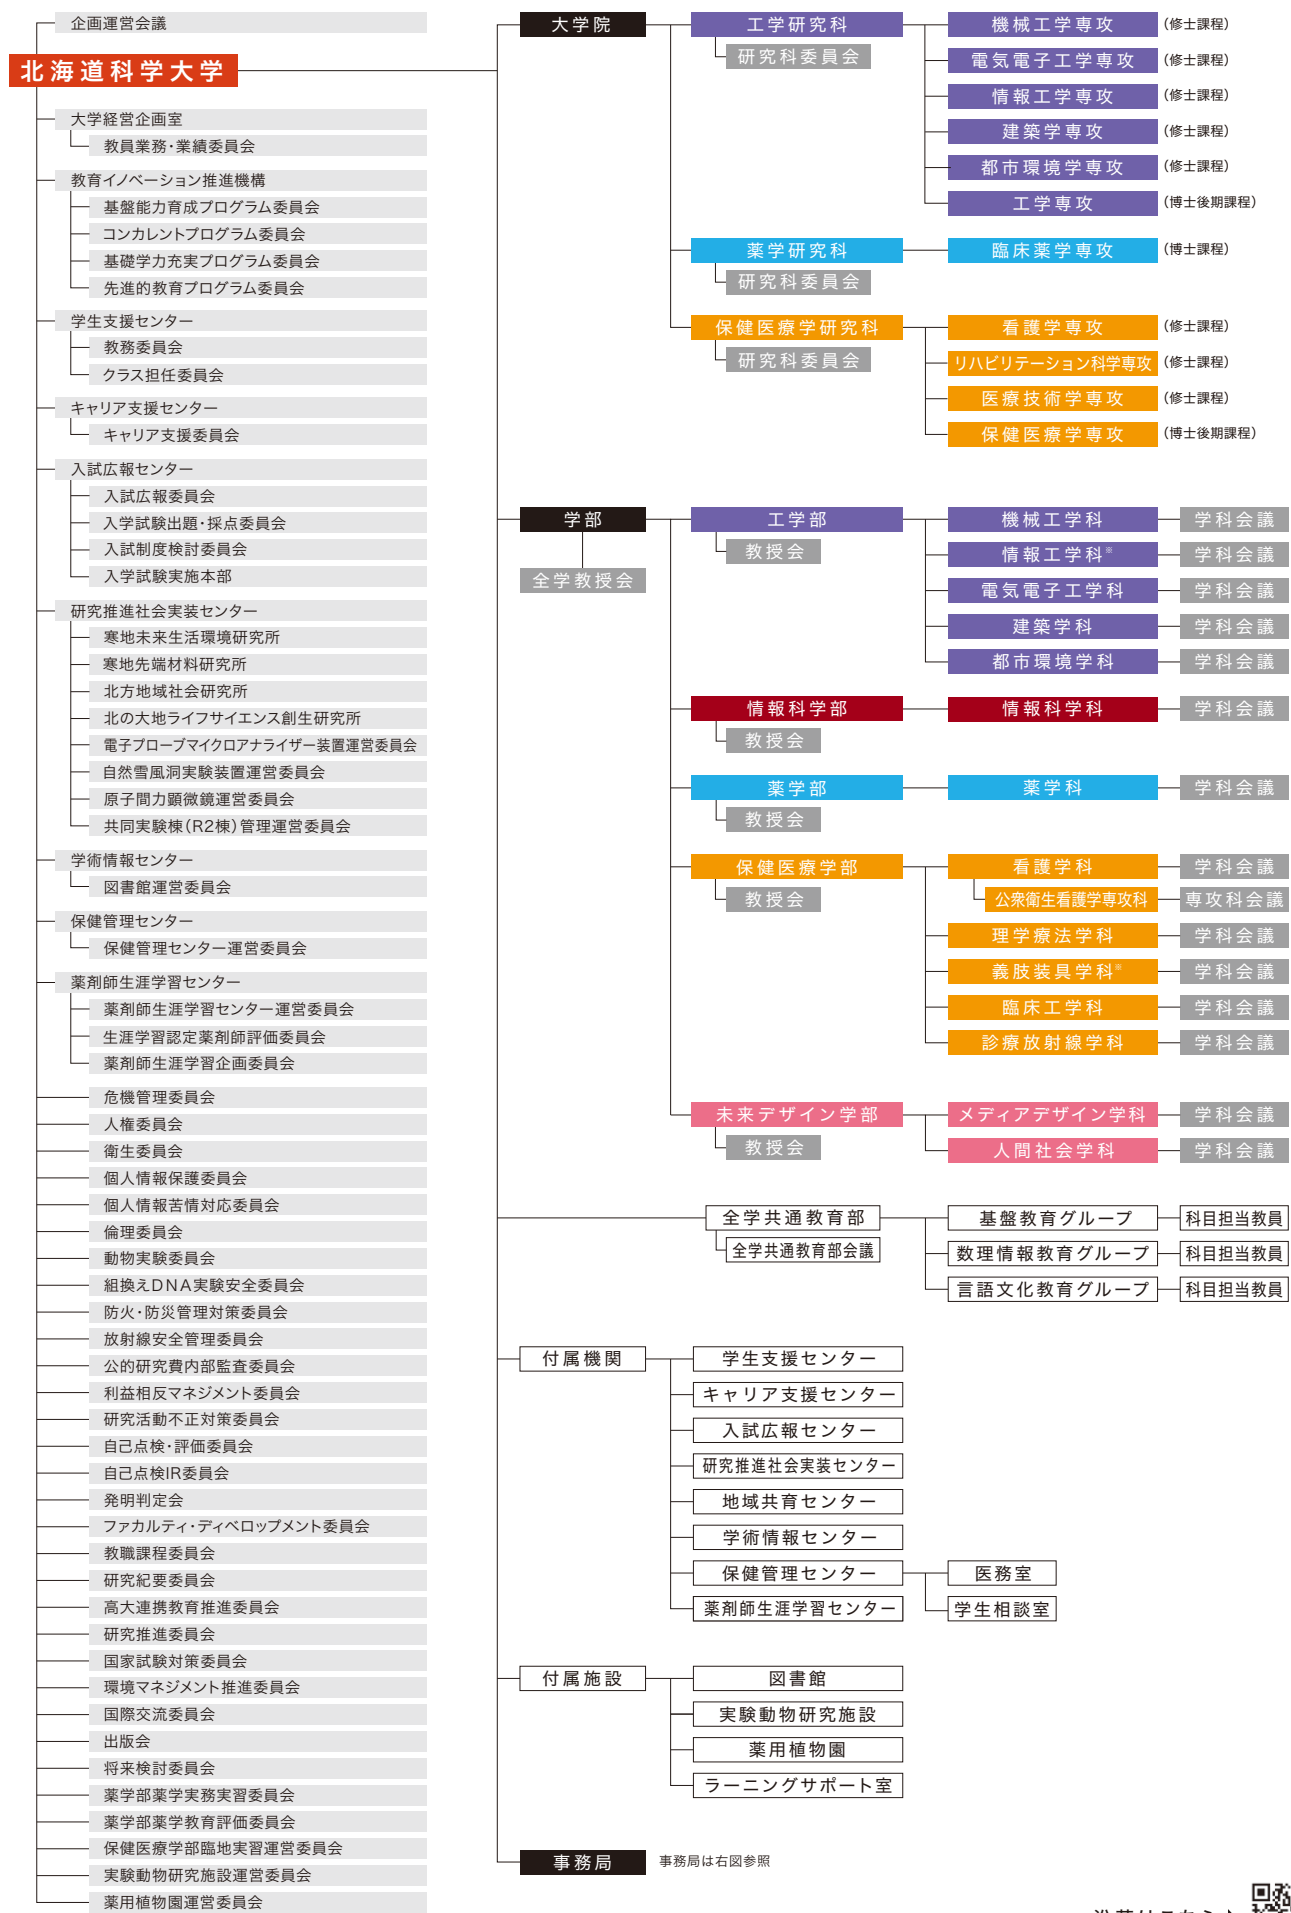 企画運営会議
北海道科学大学
大学経営企画室
教員業務・業績委員会
教育イノベーション推進機構
基盤能力育成プログラム委員会
コンカレントプログラム委員会
基礎学力充実プログラム委員会
先進的教育プログラム委員会
学生支援センター
教務委員会
クラス担任委員会
キャリア支援センター
キャリア支援委員会
入試広報センター
入試広報委員会
入学試験出題・採点委員会
入試制度検討委員会
入学試験実施本部
研究推進社会実装センター
寒地未来生活環境研究所
寒地先端材料研究所
北方地域社会研究所
北の大地ライフサイエンス創生研究所
電子プローブマイクロアナライザー装置運営委員会
自然雪風洞実験装置運営委員会
原子間力顕微鏡運営委員会
共同実験棟(R2棟)管理運営委員会
学術情報センター
図書館運営委員会
保健管理センター
保健管理センター運営委員会
薬剤師生涯学習センター
薬剤師生涯学習センター運営委員会
生涯学習認定薬剤師評価委員会
薬剤師生涯学習企画委員会
危機管理委員会
人権委員会
衛生委員会
個人情報保護委員会
個人情報苦情対応委員会
倫理委員会
動物実験委員会
組換えDNA実験安全委員会
防火・防災管理対策委員会
放射線安全管理委員会
公的研究費内部監査委員会
利益相反マネジメント委員会
研究活動不正対策委員会
自己点検・評価委員会
自己点検IR委員会
発明判定会
ファカルティ・ディベロップメント委員会
教職課程委員会
研究紀要委員会
高大連携教育推進委員会
研究推進委員会
国家試験対策委員会
環境マネジメント推進委員会
国際交流委員会
出版会
将来検討委員会
薬学部薬学実務実習委員会
薬学部薬学教育評価委員会
保健医療学部臨地実習運営委員会
実験動物研究施設運営委員会
薬用植物園運営委員会
大学院 工学研究科 機械工学専攻 (修士課程)
研究科委員会 電気電子工学専攻 (修士課程)
情報工学専攻 (修士課程)
建築学専攻 (修士課程)
都市環境学専攻 (修士課程)
工学専攻 (博士後期課程)
薬学研究科 臨床薬学専攻 (博士課程)
研究科委員会
保健医療学研究科 看護学専攻 (修士課程)
研究科委員会 リハビリテーション科学専攻 (修士課程)
医療技術学専攻 (修士課程)
保健医療学専攻 (博士後期課程)
学部 工学部 機械工学科 学科会議
教授会 情報工学科※ 学科会議
全学教授会 電気電子工学科 学科会議
建築学科 学科会議
都市環境学科 学科会議
情報科学部 情報科学科 学科会議
教授会
薬学部 薬学科 学科会議
教授会
保健医療学部 看護学科 学科会議
教授会 公衆衛生看護学専攻科 専攻科会議
理学療法学科 学科会議
義肢装具学科※ 学科会議
臨床工学科 学科会議
診療放射線学科 学科会議
未来デザイン学部 メディアデザイン学科 学科会議
教授会 人間社会学科 学科会議
全学共通教育部 基盤教育グループ 科目担当教員
全学共通教育部会議 数理情報教育グループ 科目担当教員
言語文化教育グループ 科目担当教員
付属機関 学生支援センター
キャリア支援センター
入試広報センター
研究推進社会実装センター
地域共育センター
学術情報センター
保健管理センター 医務室
薬剤師生涯学習センター 学生相談室
付属施設 図書館
実験動物研究施設
薬用植物園
ラーニングサポート室
事務局 事務局は右図参照